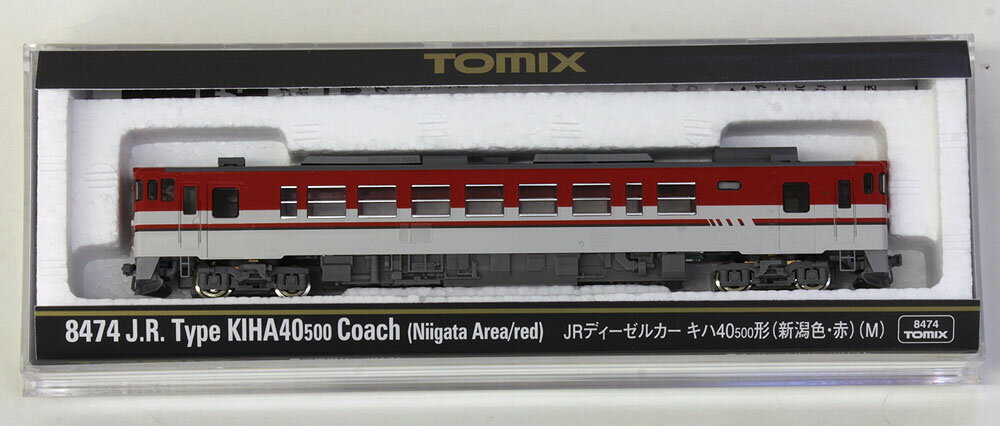 TOMIX
8474 J.R. Type KIHA40500 Coach (Niigata Area/red) JRディーゼルカー キハ40500形(新潟色・赤)(M)
8474
TOMIX